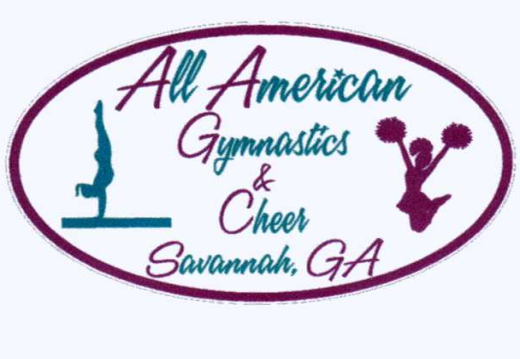 All American
Gymnastics
&
Cheer
Savannah, GA